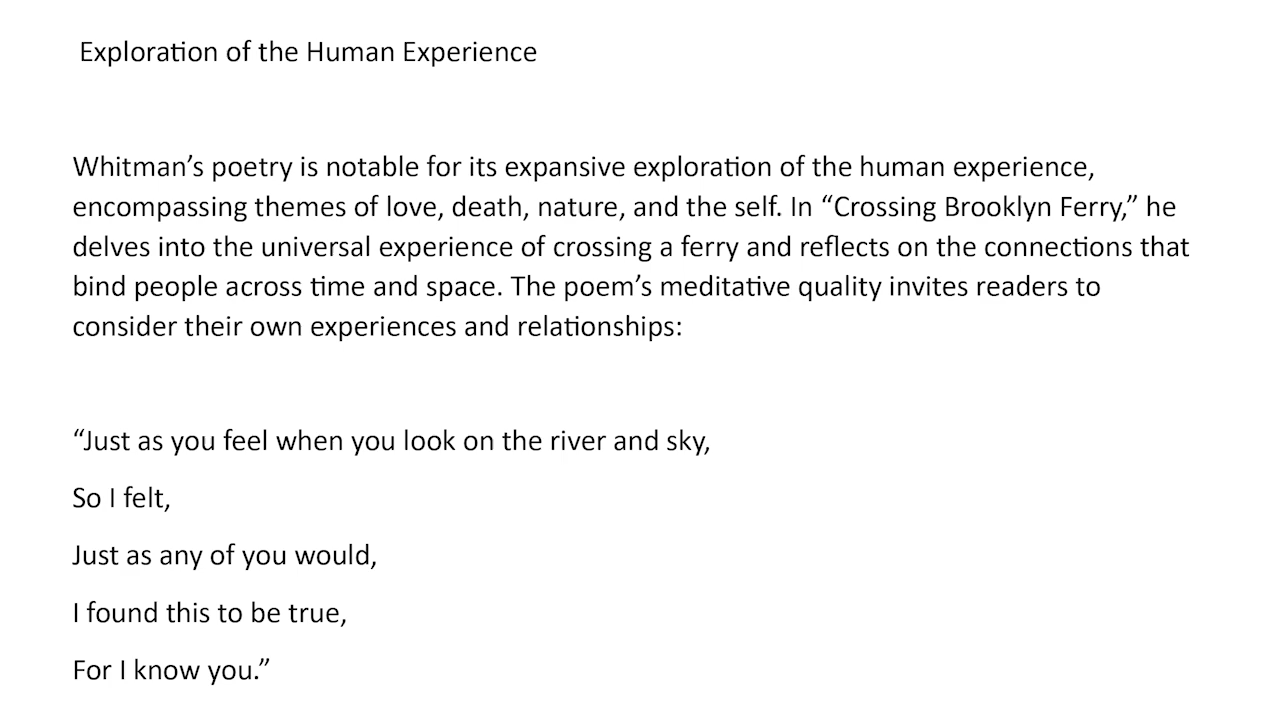 Exploration of the Human Experience
Whitman’s poetry is notable for its expansive exploration of the human experience,
encompassing themes of love, death, nature, and the self. In “Crossing Brooklyn Ferry,” he
delves into the universal experience of crossing a ferry and reflects on the connections that
bind people across time and space. The poem’s meditative quality invites readers to
consider their own experiences and relationships:
“Just as you feel when you look on the river and sky,
So I felt,
Just as any of you would,
I found this to be true,
For I know you.”